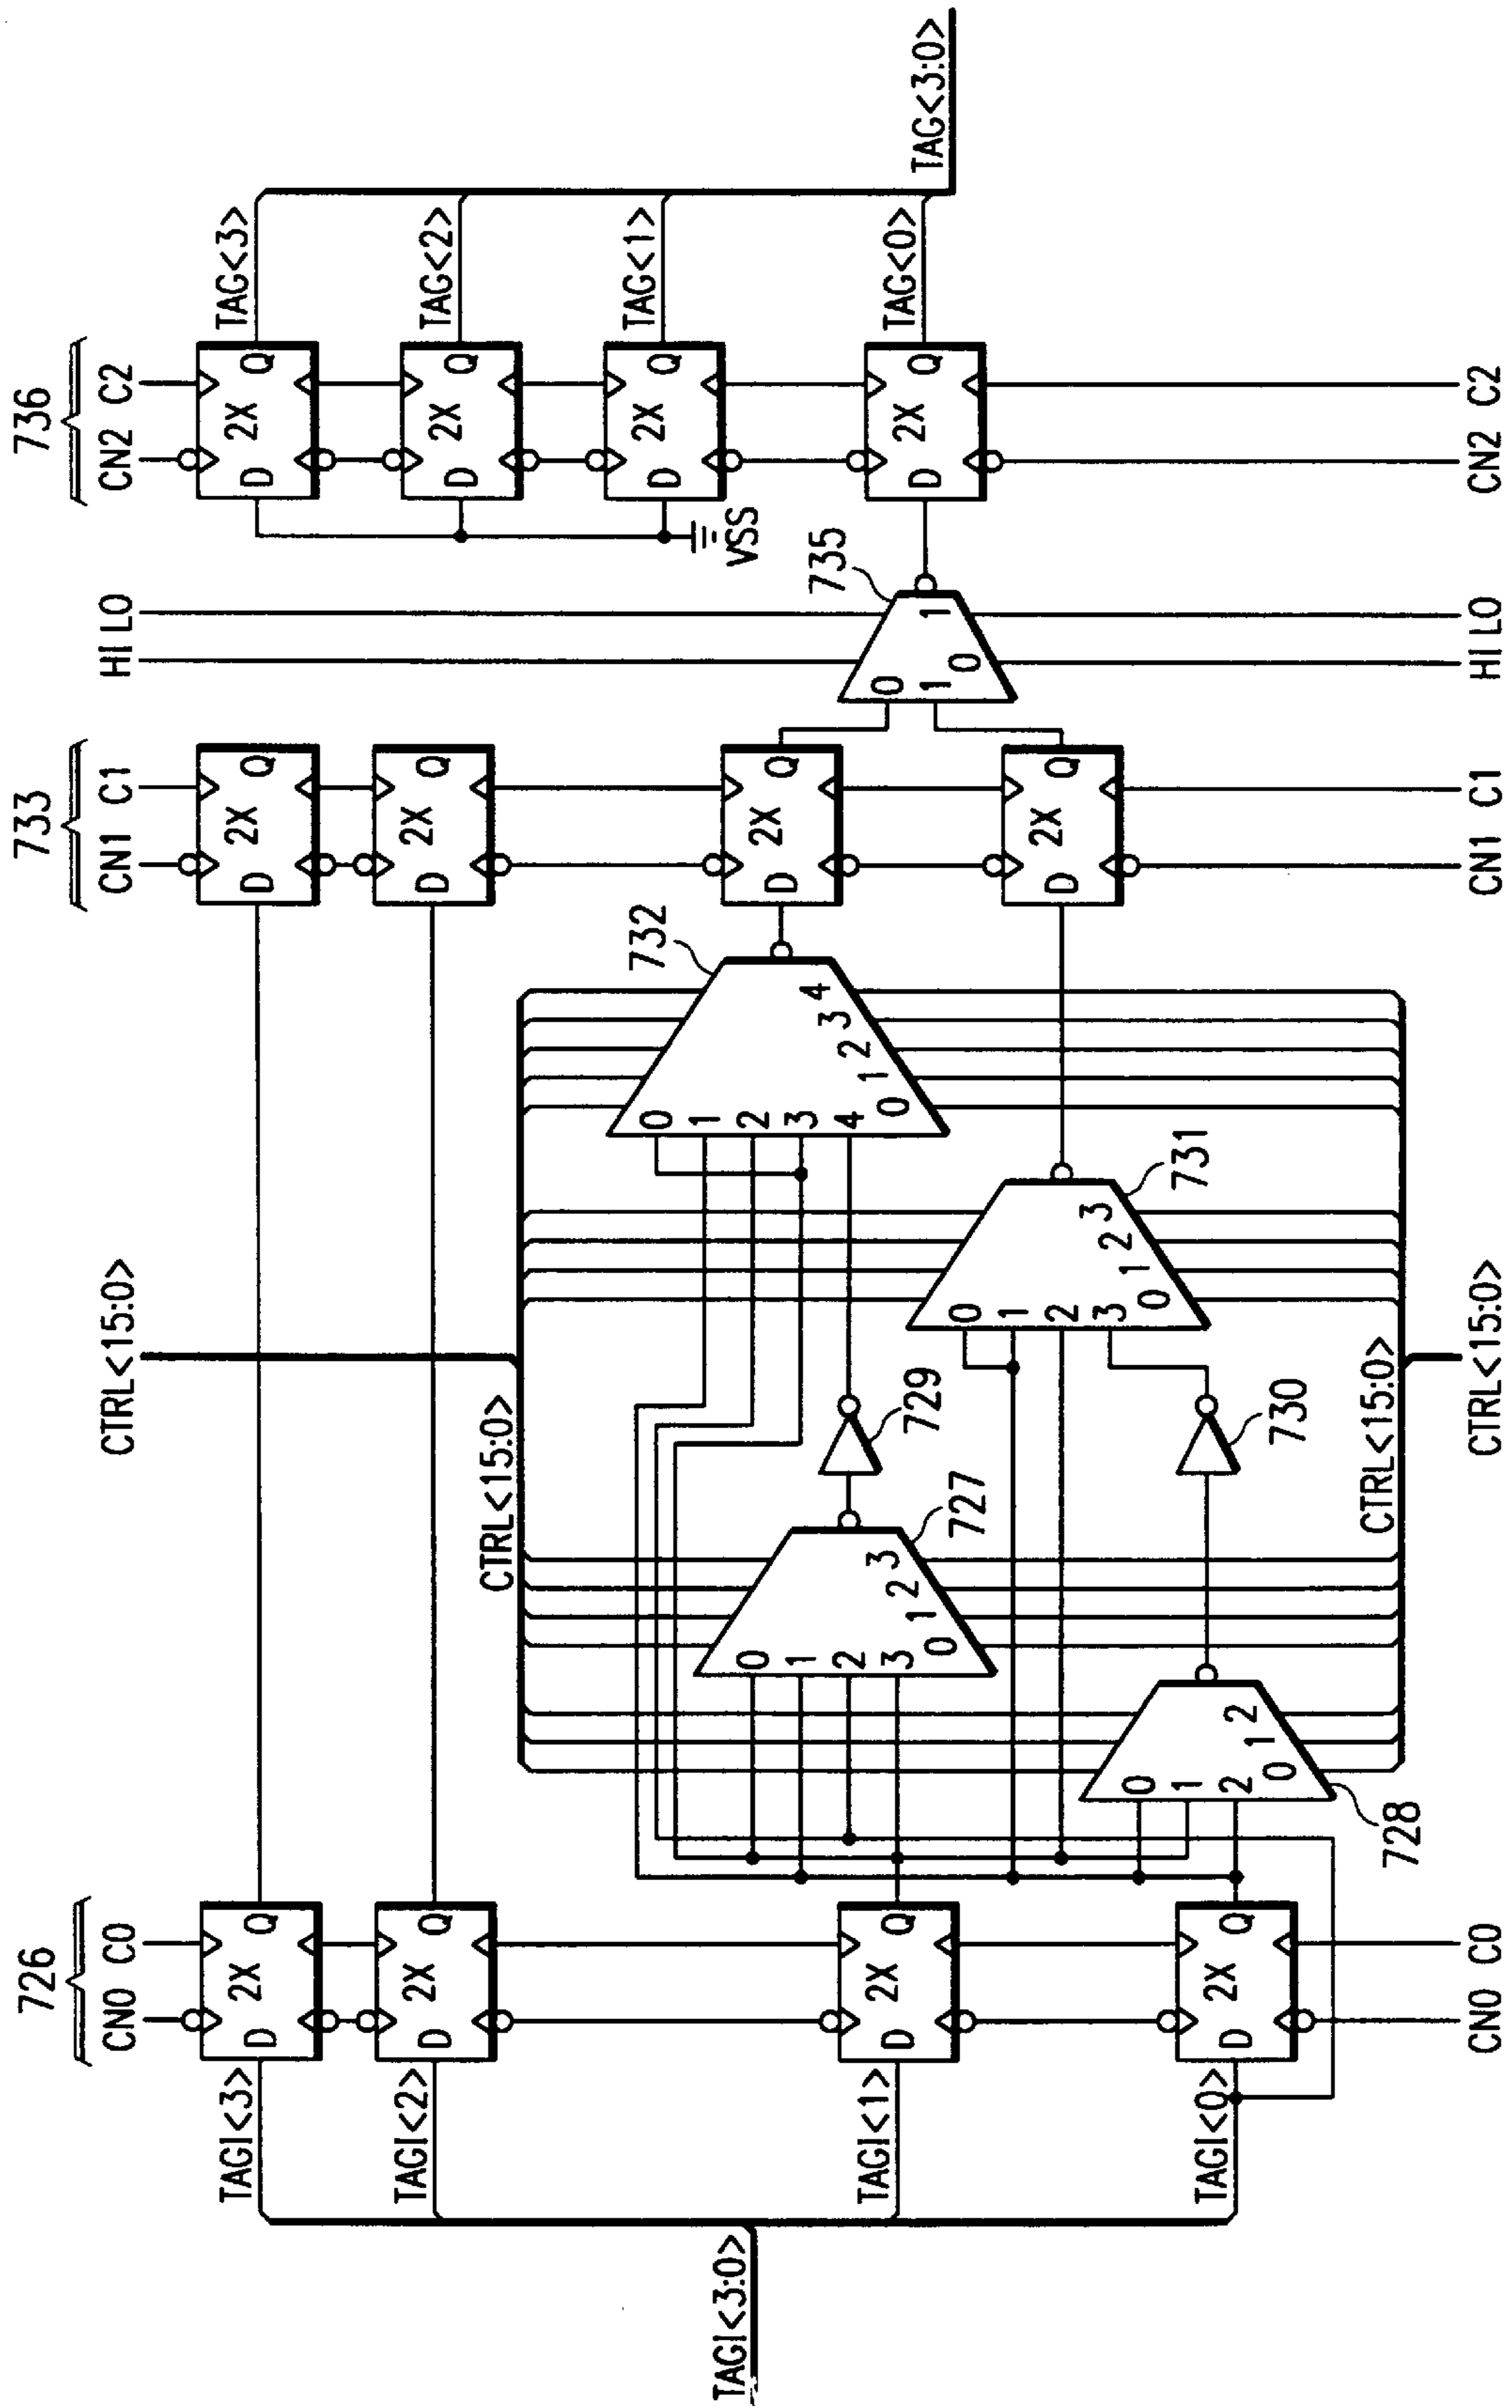 726
CN0 C0
733
CN1 C1
HI LO
736
CN2 C2
TAGI<3:0>
TAGI<3>
D 2X Q
D 2X Q
D 2X Q
TAG<3>
TAGI<2>
D 2X Q
D 2X Q
D 2X Q
TAG<2>
D 2X Q
TAG<1>
VSS
CTRL<15:0>
CTRL<15:0>
TAGI<1>
D 2X Q
0 1 2 3
0 1 2 3
727
729
0 1 2 3 4
0 1 2 3 4
732
D 2X Q
0 1
0 1
735
D 2X Q
TAG<0>
TAG<3:0>
TAGI<0>
D 2X Q
0 1 2
0 1 2
728
730
0 1 2 3
0 1 2 3
731
D 2X Q
CTRL<15:0>
CTRL<15:0>
CN0 C0
CN1 C1
HI LO
CN2 C2